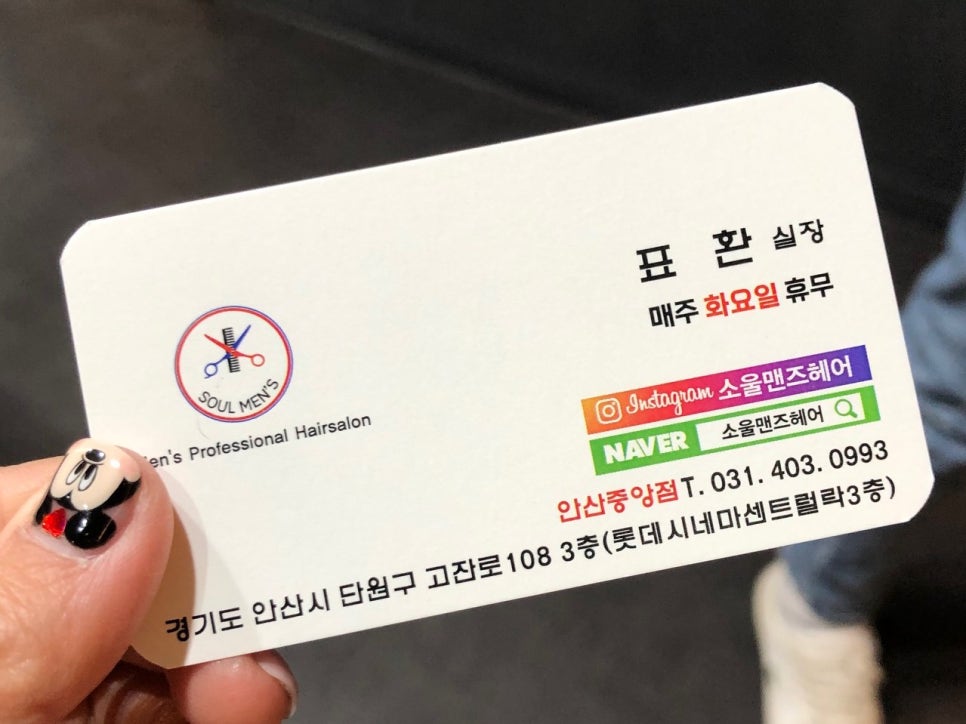 표 환 실장
매주 화요일 휴무
SOUL MEN'S
Professional Hairsalon
Instagram 소울맨즈헤어
NAVER 소울맨즈헤어
안산중앙점 T. 031. 403. 0993
경기도 안산시 단원구 고잔로108 3층(롯데시네마센트럴락3층)